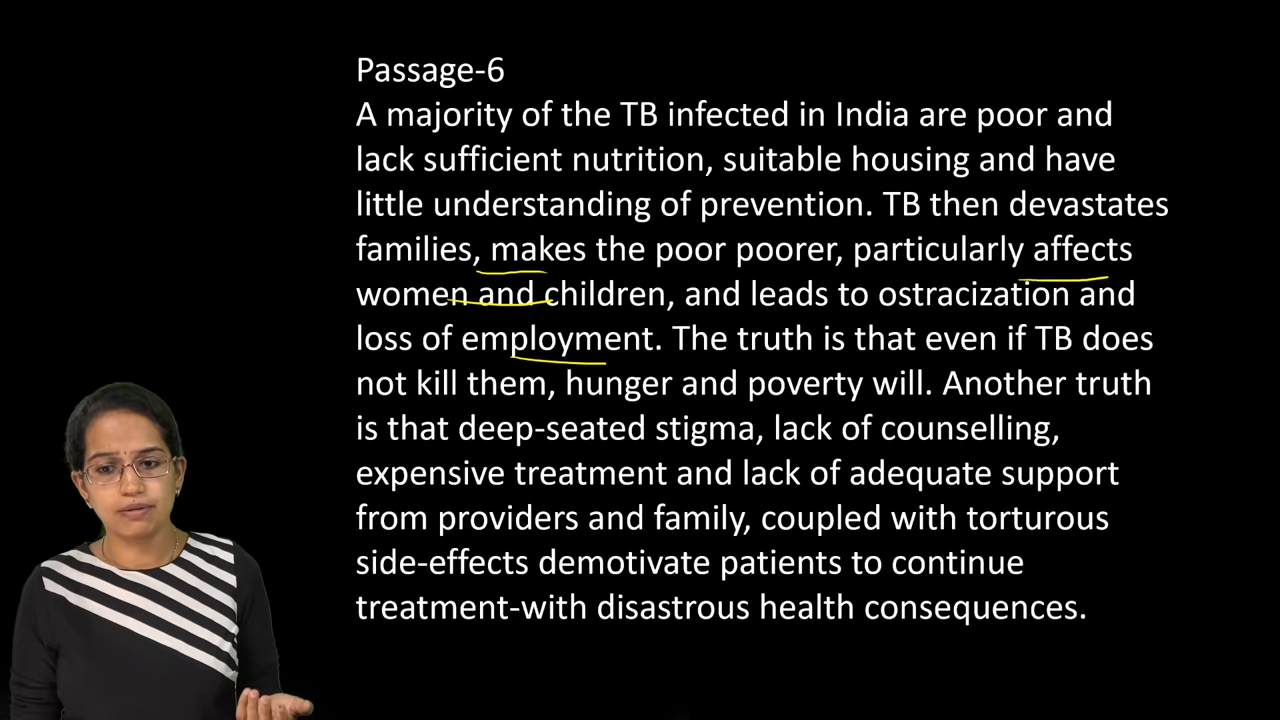 Passage-6
A majority of the TB infected in India are poor and
lack sufficient nutrition, suitable housing and have
little understanding of prevention. TB then devastates
families, makes the poor poorer, particularly affects
women and children, and leads to ostracization and
loss of employment. The truth is that even if TB does
not kill them, hunger and poverty will. Another truth
is that deep-seated stigma, lack of counselling,
expensive treatment and lack of adequate support
from providers and family, coupled with torturous
side-effects demotivate patients to continue
treatment-with disastrous health consequences.